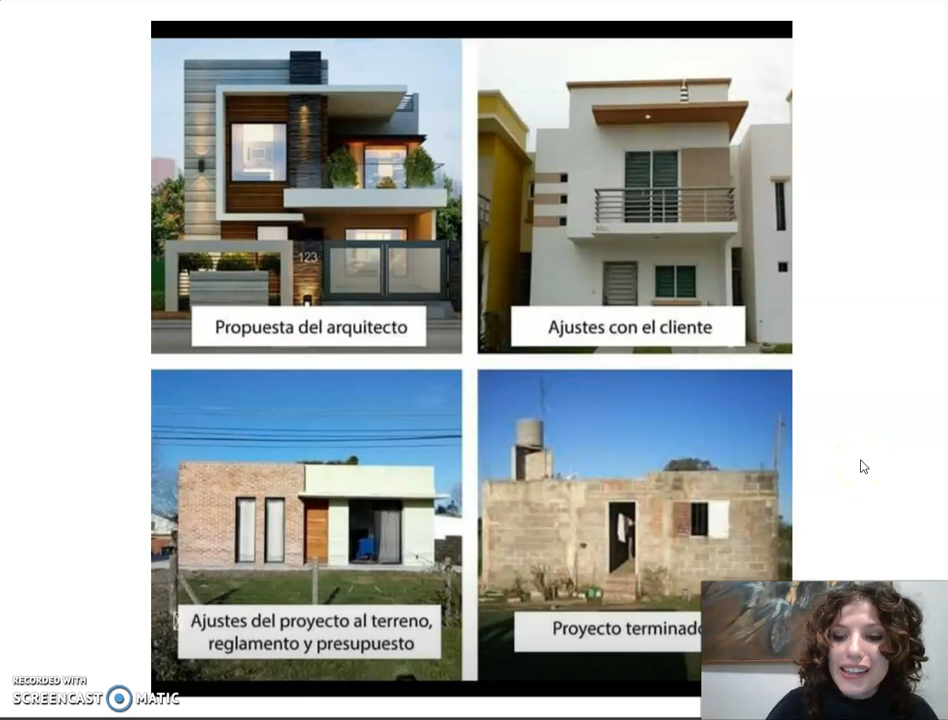 123
Propuesta del arquitecto
Ajustes con el cliente
Ajustes del proyecto al terreno,
reglamento y presupuesto
Proyecto terminado
RECORDED WITH
SCREENCAST MATIC